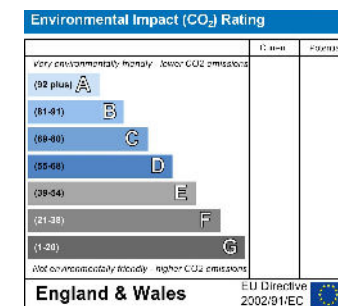 Environmental Impact (CO₂) Rating
Current Potential
Very environmentally friendly - lower CO2 emissions
(92 plus) A
(81-91) B
(69-80) C
(55-68) D
(39-54) E
(21-38) F
(1-20) G
Not environmentally friendly - higher CO2 emissions
England & Wales
EU Directive
2002/91/EC